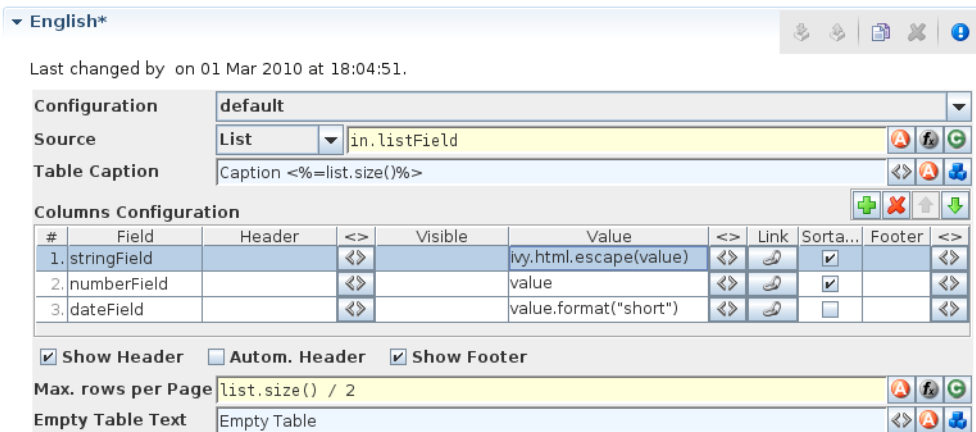 English*
Last changed by on 01 Mar 2010 at 18:04:51.
Configuration default
Source List in.listField
Table Caption Caption <%=list.size()%>
Columns Configuration
# Field Header <> Visible Value <> Link Sorta... Footer <>
1. stringField <> ivy.html.escape(value) <> <>
2. numberField <> value <> <>
3. dateField <> value.format("short") <> <>
Show Header Autom. Header Show Footer
Max. rows per Page list.size() / 2
Empty Table Text Empty Table